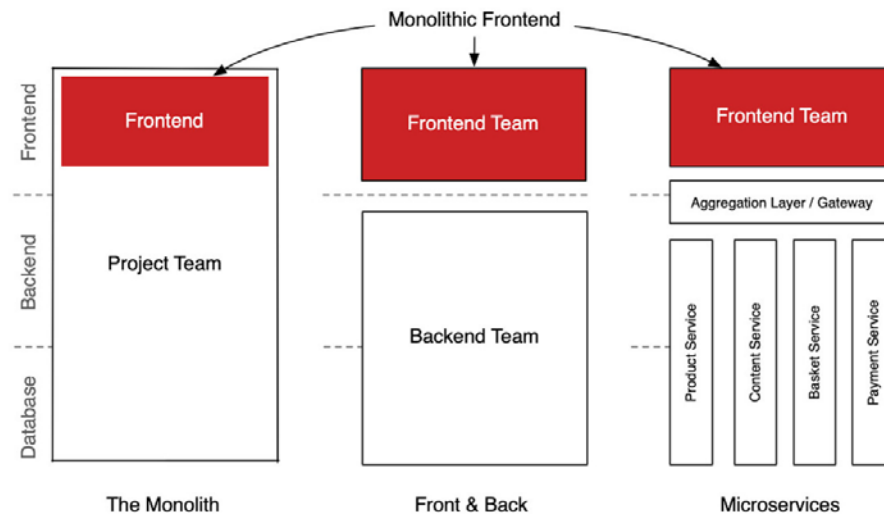 Monolithic Frontend
Frontend
Backend
Database
Frontend
Project Team
The Monolith
Frontend Team
Backend Team
Front & Back
Frontend Team
Aggregation Layer / Gateway
Product Service
Content Service
Basket Service
Payment Service
Microservices